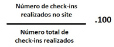 Número de check-ins
realizados no site
.100
Número total de
check-ins realizados